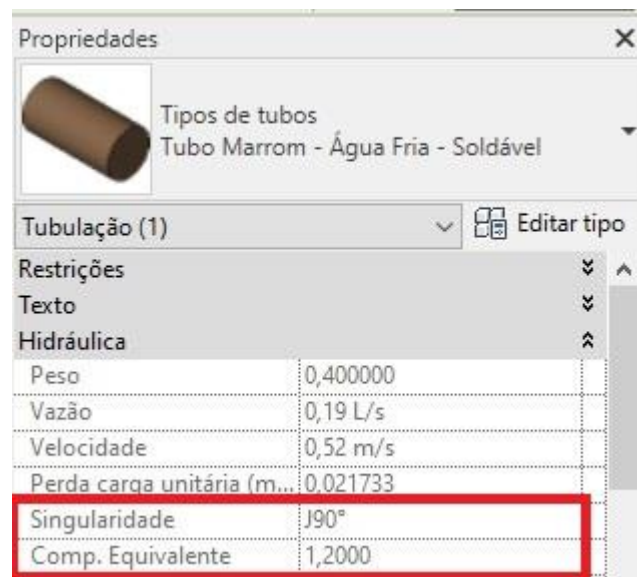 Propriedades
Tipos de tubos
Tubo Marrom - Água Fria - Soldável
Tubulação (1)
Editar tipo
Restrições
Texto
Hidráulica
Peso 0,400000
Vazão 0,19 L/s
Velocidade 0,52 m/s
Perda carga unitária (m... 0,021733
Singularidade J90°
Comp. Equivalente 1,2000